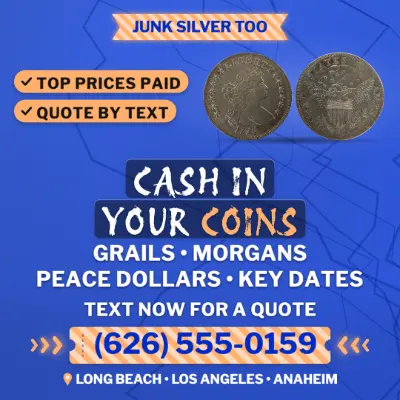 JUNK SILVER TOO
✓ TOP PRICES PAID
✓ QUOTE BY TEXT
CASH IN
YOUR COINS
GRAILS • MORGANS
PEACE DOLLARS • KEY DATES
TEXT NOW FOR A QUOTE
(626) 555-0159
LONG BEACH • LOS ANGELES • ANAHEIM